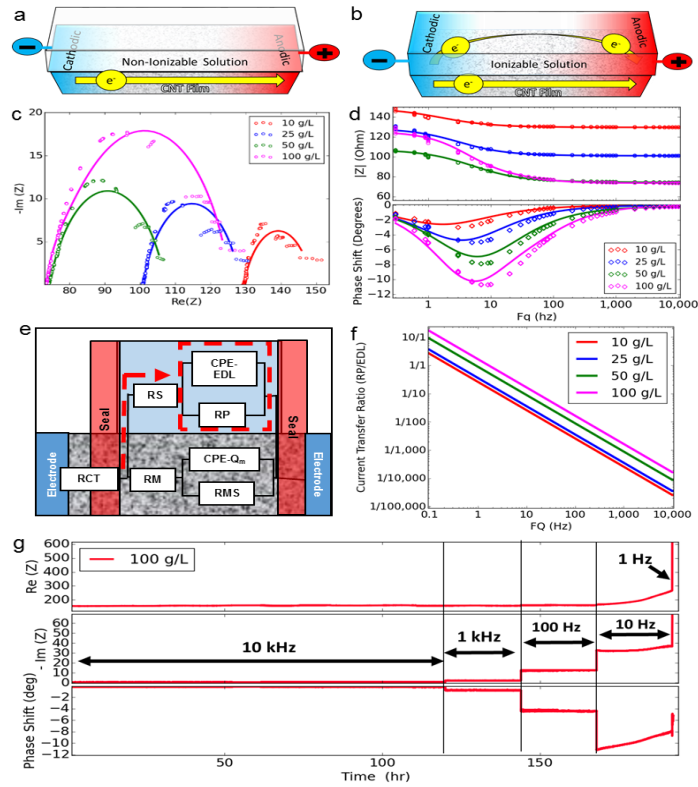 a
Cathodic
Anodic
−
+
Non-Ionizable Solution
e-
CNT Film
b
Cathodic
Anodic
e-
e-
−
+
Ionizable Solution
e-
CNT Film
c
20
15
10
5
-Im (Z)
10 g/L
25 g/L
50 g/L
100 g/L
80 90 100 110 120 130 140 150
Re(Z)
d
140
120
100
80
60
|Z| (Ohm)
0
−2
−4
−6
−8
−10
−12
Phase Shift (Degrees)
10 g/L
25 g/L
50 g/L
100 g/L
1 10 100 1,000 10,000
Fq (hz)
e
Seal
Seal
CPE-
EDL
RS
RP
Electrode
Electrode
RCT
RM
CPE-Qm
RMS
f
10/1
1/1
1/10
1/100
1/1,000
1/10,000
1/100,000
Current Transfer Ratio (RP/EDL)
10 g/L
25 g/L
50 g/L
100 g/L
0.1 1 10 100 1,000 10,000
FQ (Hz)
g
600
500
400
300
200
Re (Z)
100 g/L
1 Hz
60
50
40
30
20
10
0
- Im (Z)
10 kHz
1 kHz
100 Hz
10 Hz
−2
−4
−6
−8
−10
−12
Phase Shift (deg)
50 100 150
Time (hr)